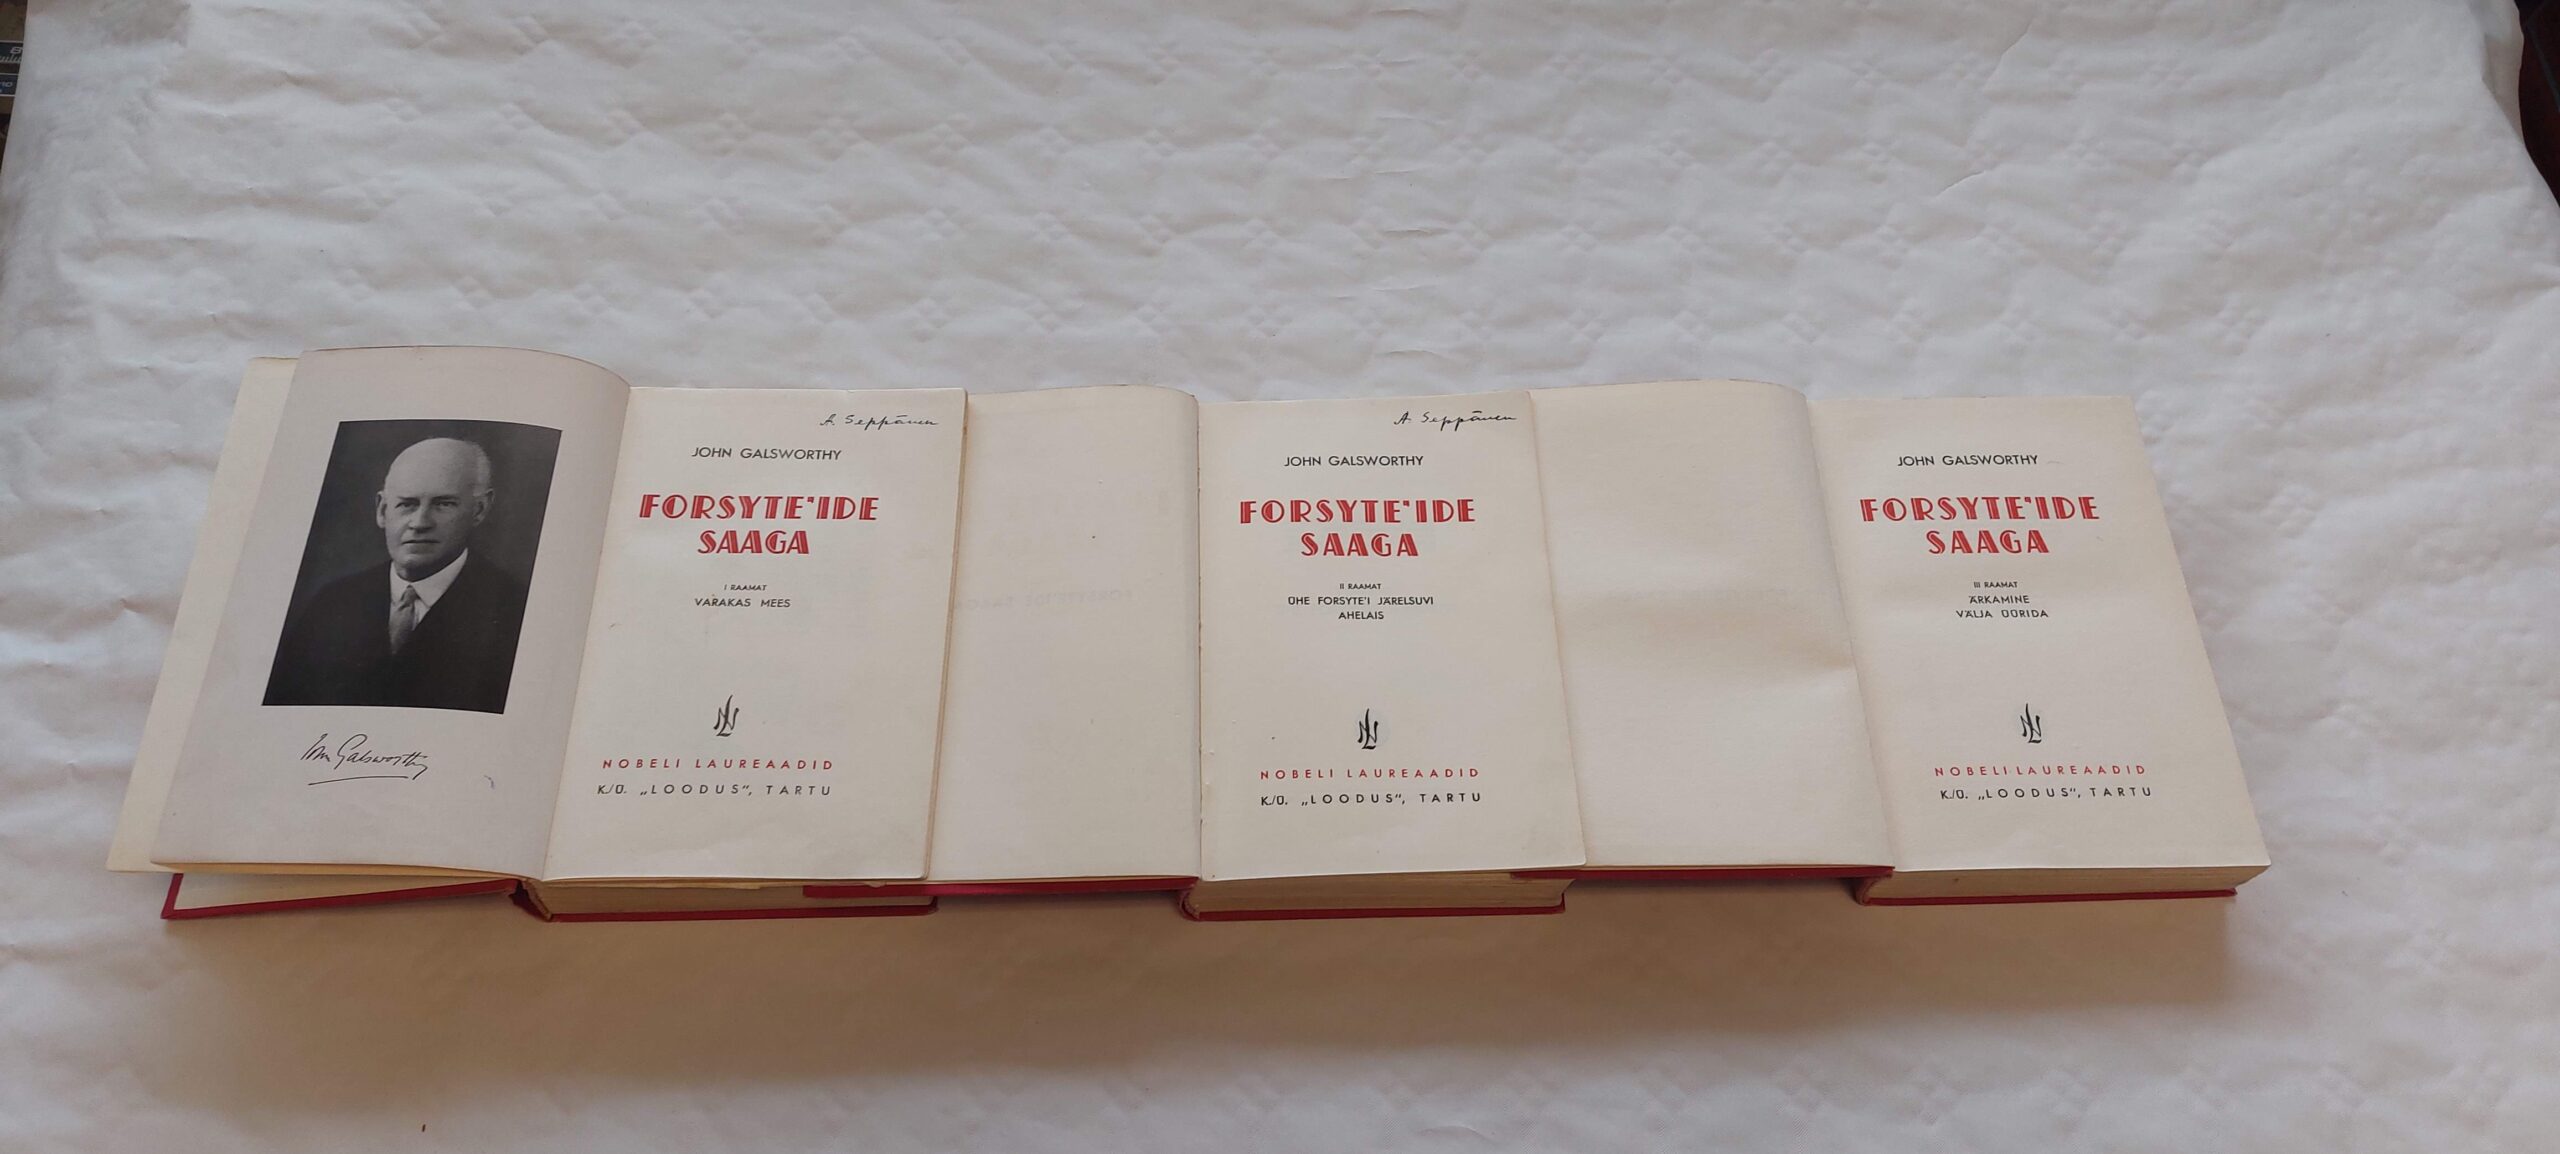 John Galsworthy
A. Seppänen
JOHN GALSWORTHY
FORSYTE'IDE
SAAGA
I RAAMAT
VARAKAS MEES
NOBELI LAUREAADID
K./Ü. „LOODUS”, TARTU
A. Seppänen
JOHN GALSWORTHY
FORSYTE'IDE
SAAGA
II RAAMAT
ÜHE FORSYTE'I JÄRELSUVI
AHELAIS
NOBELI LAUREAADID
K./Ü. „LOODUS”, TARTU
JOHN GALSWORTHY
FORSYTE'IDE
SAAGA
III RAAMAT
ÄRKAMINE
VÄLJA ÜÜRIDA
NOBELI LAUREAADID
K./Ü. „LOODUS”, TARTU